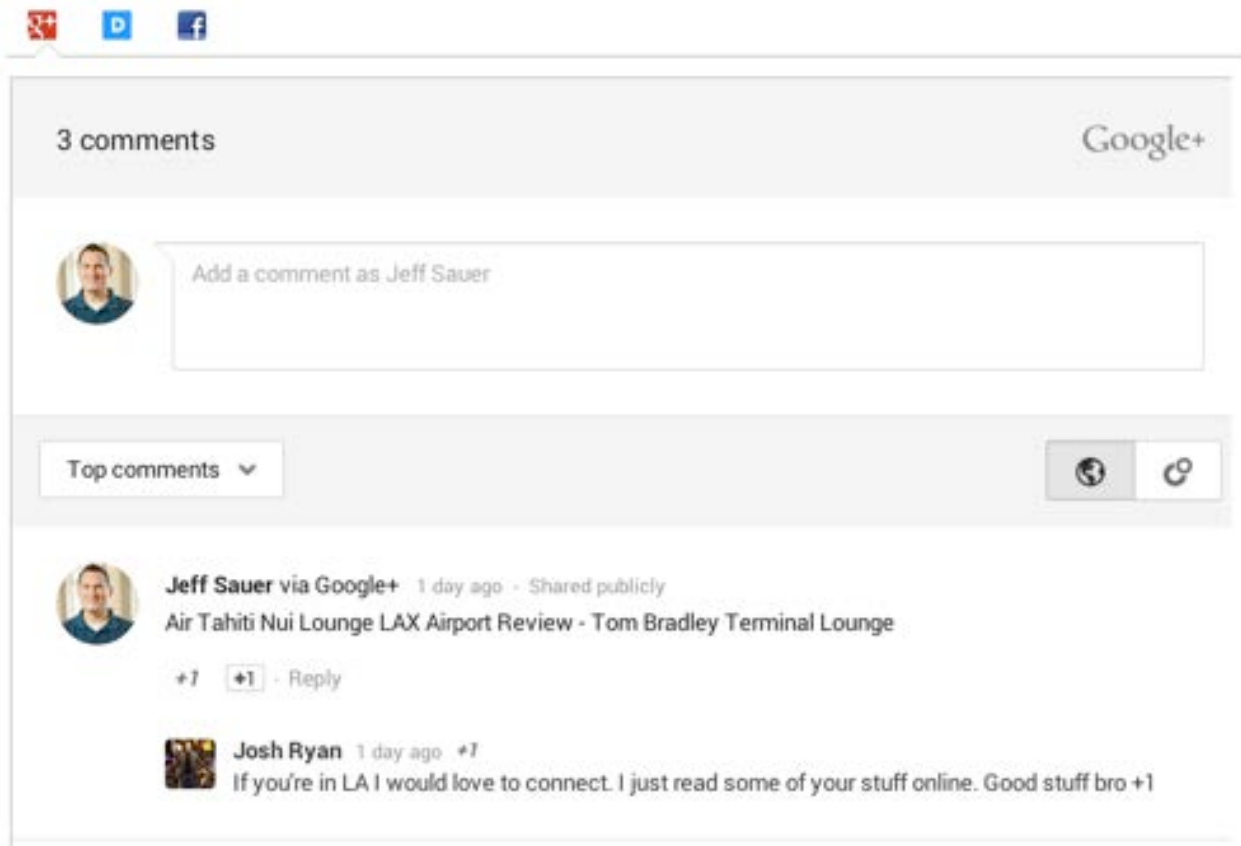 g+ D f
3 comments Google+
Add a comment as Jeff Sauer
Top comments
Jeff Sauer via Google+ 1 day ago - Shared publicly
Air Tahiti Nui Lounge LAX Airport Review - Tom Bradley Terminal Lounge
+1 +1 · Reply
Josh Ryan 1 day ago +1
If you're in LA I would love to connect. I just read some of your stuff online. Good stuff bro +1